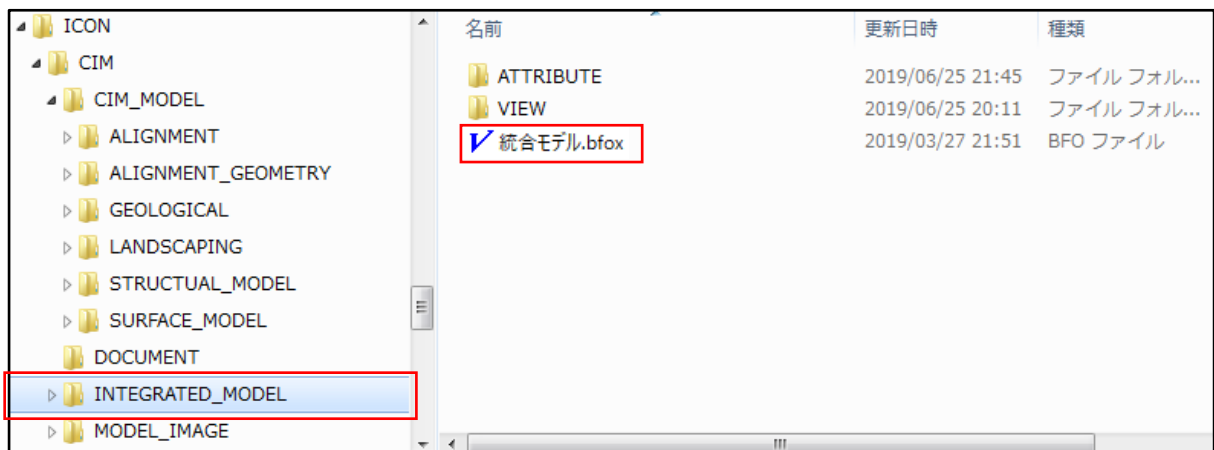 ICON
CIM
CIM_MODEL
ALIGNMENT
ALIGNMENT_GEOMETRY
GEOLOGICAL
LANDSCAPING
STRUCTUAL_MODEL
SURFACE_MODEL
DOCUMENT
INTEGRATED_MODEL
MODEL_IMAGE
名前 更新日時 種類
ATTRIBUTE 2019/06/25 21:45 ファイル フォル...
VIEW 2019/06/25 20:11 ファイル フォル...
統合モデル.bfox 2019/03/27 21:51 BFO ファイル